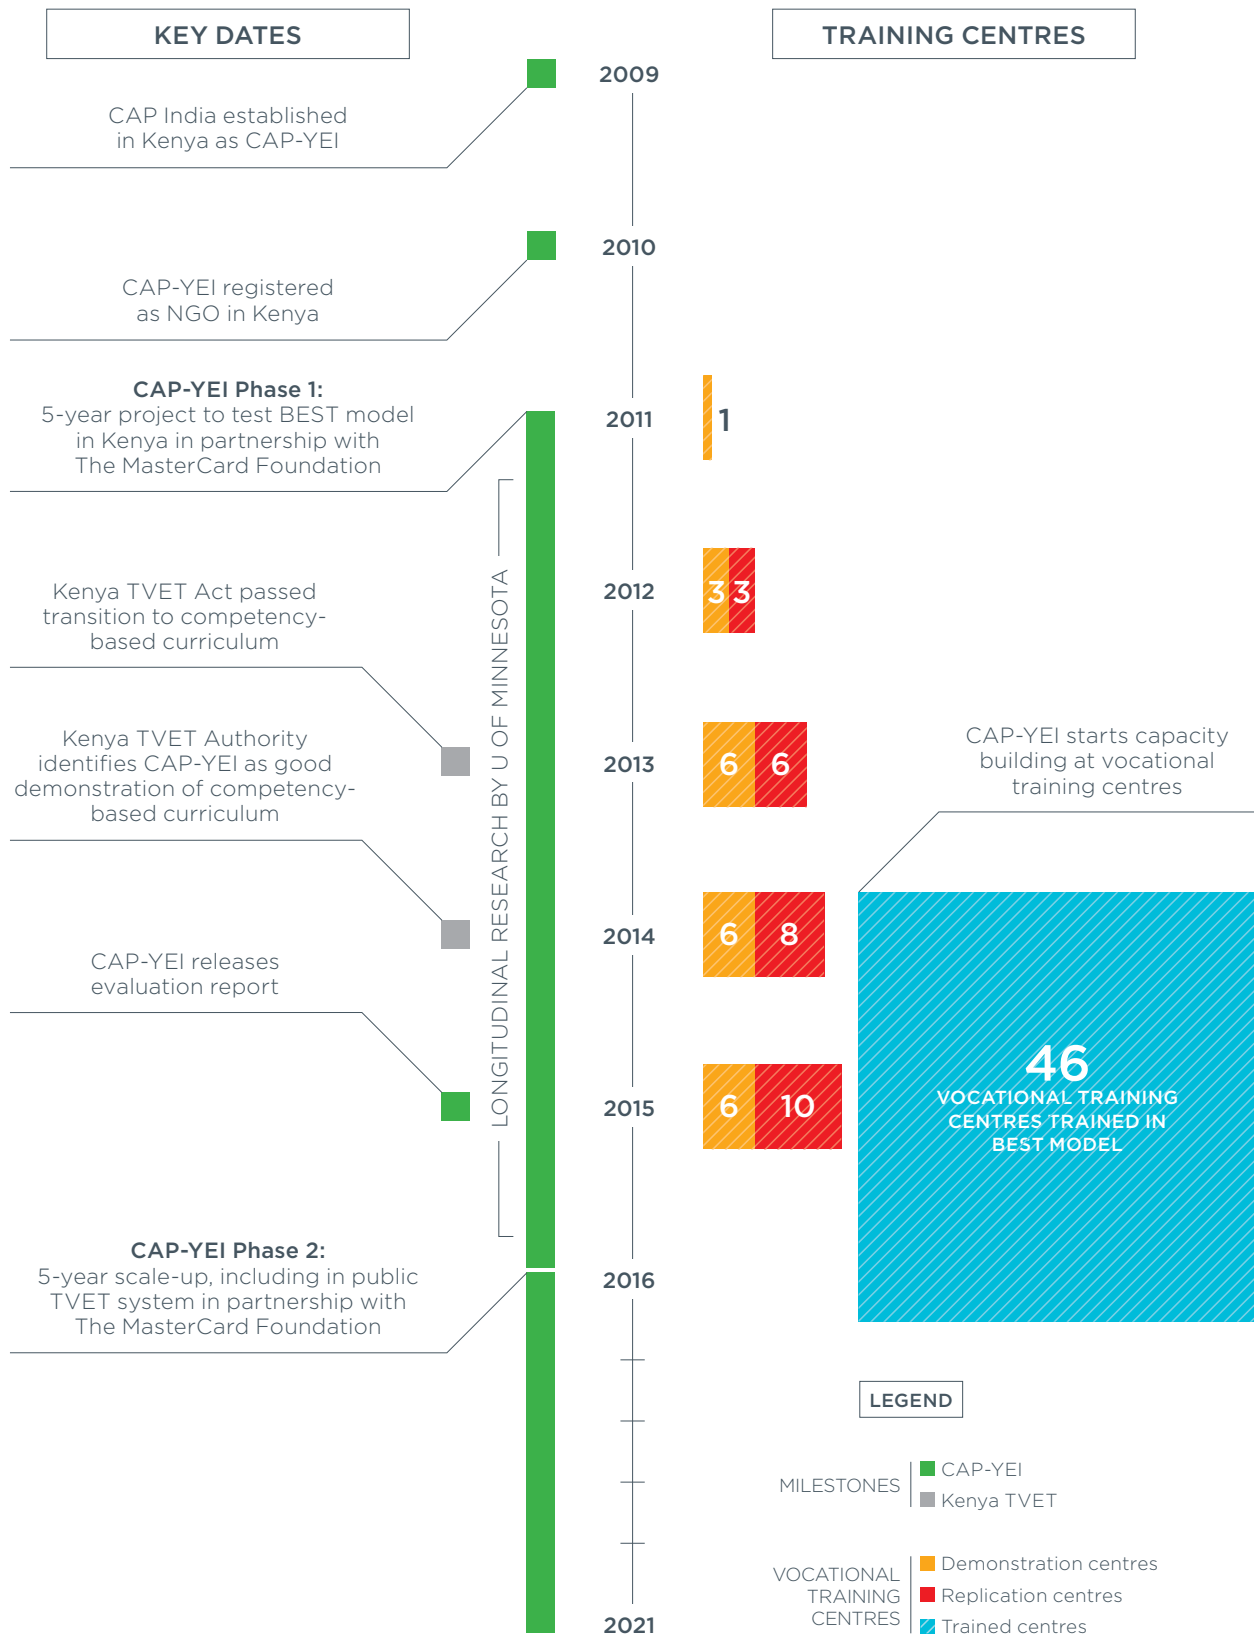 KEY DATES
TRAINING CENTRES
2009
CAP India established
in Kenya as CAP-YEI
2010
CAP-YEI registered
as NGO in Kenya
CAP-YEI Phase 1:
5-year project to test BEST model
in Kenya in partnership with
The MasterCard Foundation
2011
1
LONGITUDINAL RESEARCH BY U OF MINNESOTA
Kenya TVET Act passed
transition to competency-
based curriculum
2012
3 3
Kenya TVET Authority
identifies CAP-YEI as good
demonstration of competency-
based curriculum
2013
6 6
CAP-YEI starts capacity
building at vocational
training centres
2014
6 8
CAP-YEI releases
evaluation report
2015
6 10
46
VOCATIONAL TRAINING
CENTRES TRAINED IN
BEST MODEL
CAP-YEI Phase 2:
5-year scale-up, including in public
TVET system in partnership with
The MasterCard Foundation
2016
2021
LEGEND
MILESTONES
CAP-YEI
Kenya TVET
VOCATIONAL
TRAINING
CENTRES
Demonstration centres
Replication centres
Trained centres